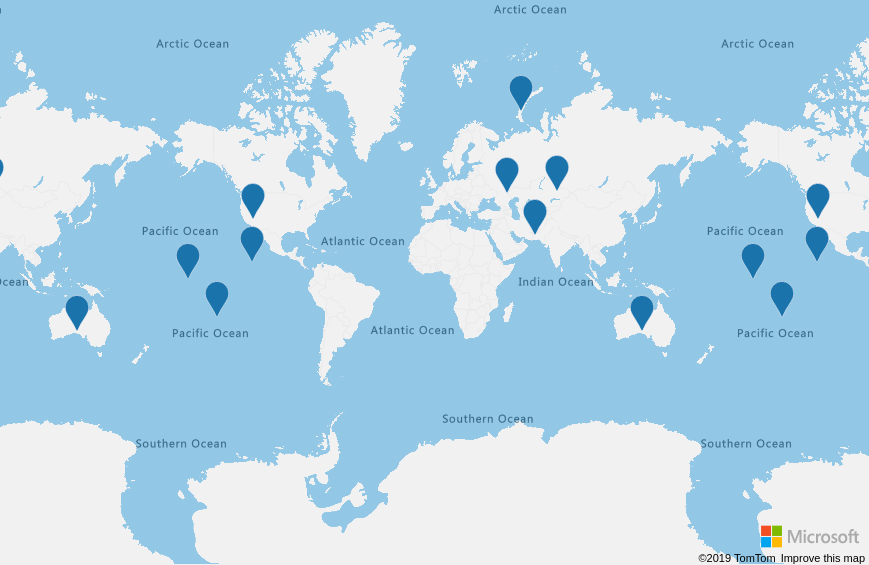 Arctic Ocean
Arctic Ocean
Arctic Ocean
Pacific Ocean
Atlantic Ocean
Pacific Ocean
Ocean
Indian Ocean
Pacific Ocean
Atlantic Ocean
Pacific Ocean
Southern Ocean
Southern Ocean
Southern Ocean
Microsoft
©2019 TomTom Improve this map